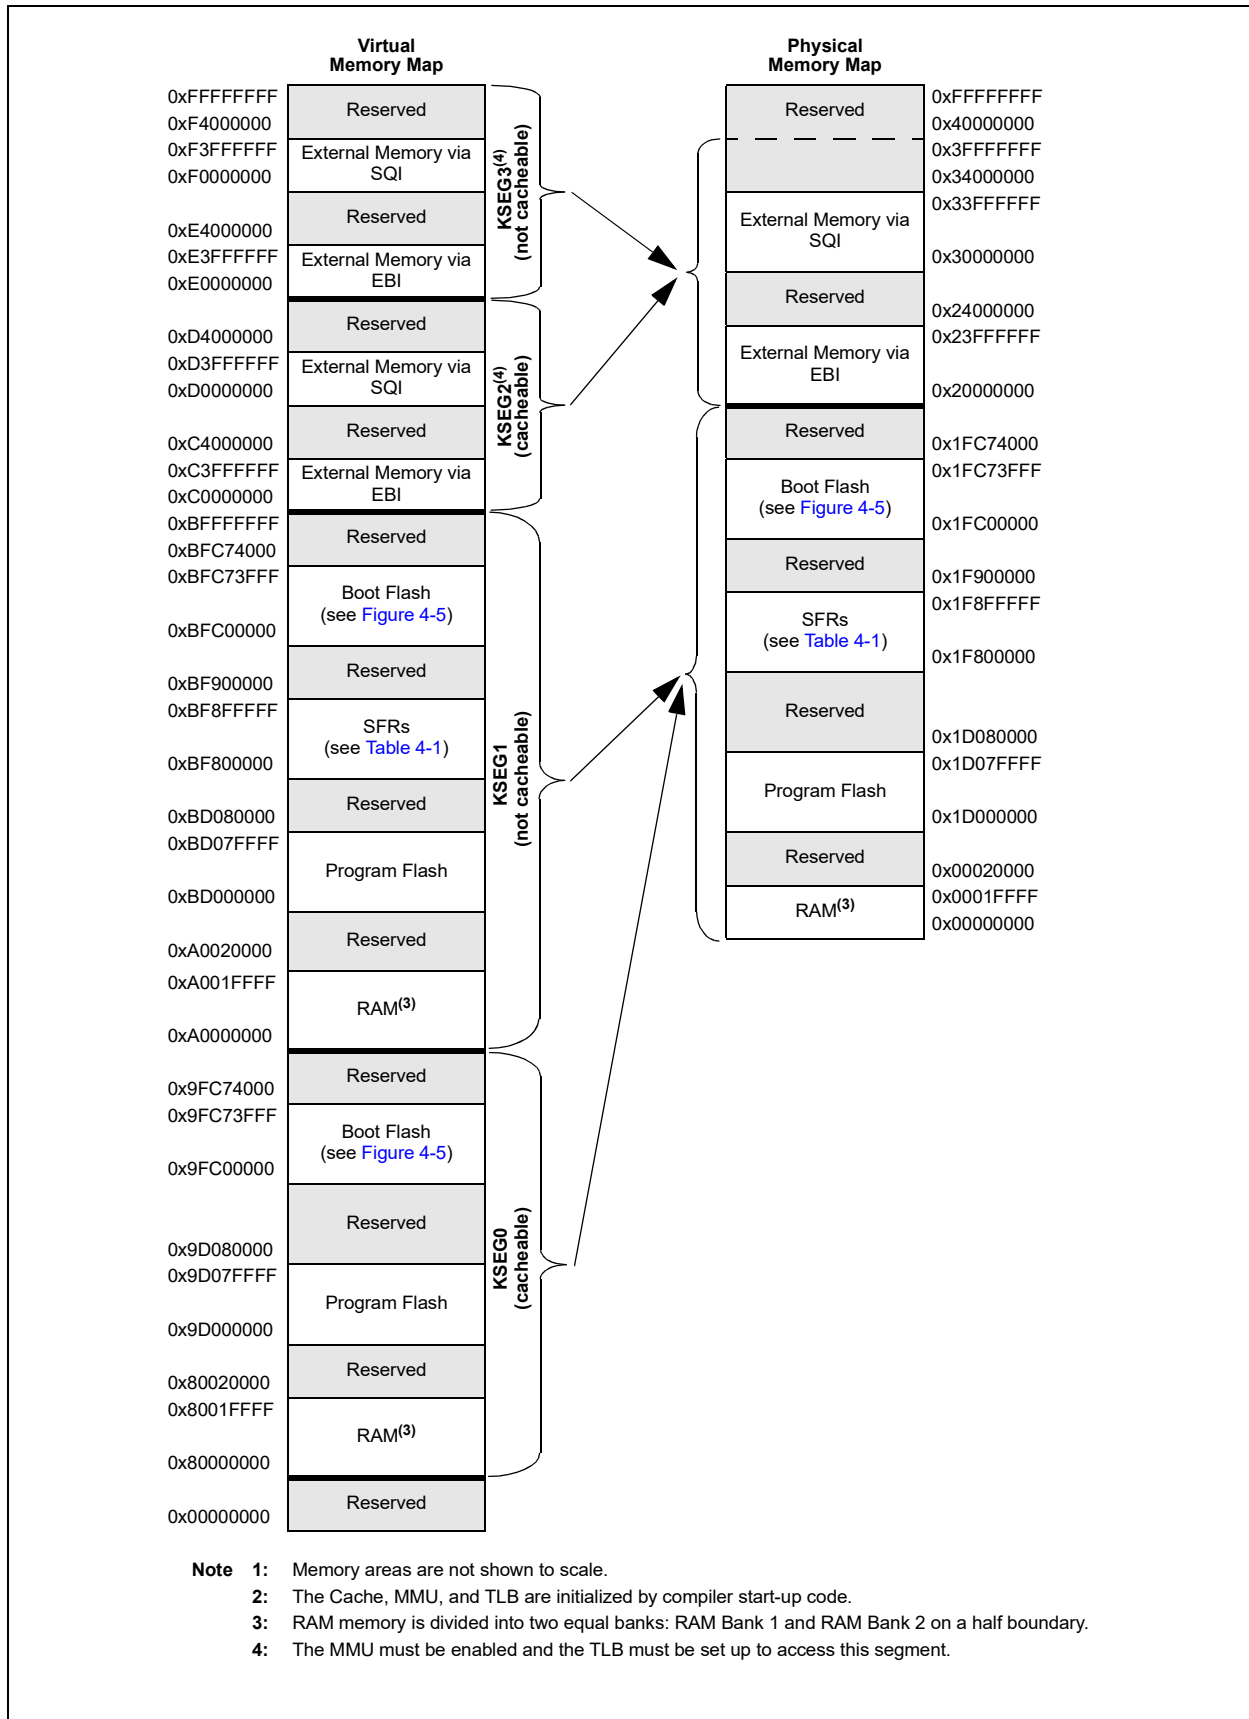 Virtual
Memory Map
0xFFFFFFFF
Reserved
0xF4000000
0xF3FFFFFF
External Memory via
SQI
0xF0000000
Reserved
0xE4000000
0xE3FFFFFF
External Memory via
EBI
0xE0000000
KSEG3(4)
(not cacheable)
Reserved
0xD4000000
0xD3FFFFFF
External Memory via
SQI
0xD0000000
Reserved
0xC4000000
0xC3FFFFFF
External Memory via
EBI
0xC0000000
KSEG2(4)
(cacheable)
0xBFFFFFFF
Reserved
0xBFC74000
0xBFC73FFF
Boot Flash
(see Figure 4-5)
0xBFC00000
Reserved
0xBF900000
0xBF8FFFFF
SFRs
(see Table 4-1)
0xBF800000
Reserved
0xBD080000
0xBD07FFFF
Program Flash
0xBD000000
Reserved
0xA0020000
0xA001FFFF
RAM(3)
0xA0000000
KSEG1
(not cacheable)
Reserved
0x9FC74000
0x9FC73FFF
Boot Flash
(see Figure 4-5)
0x9FC00000
Reserved
0x9D080000
0x9D07FFFF
Program Flash
0x9D000000
Reserved
0x80020000
0x8001FFFF
RAM(3)
0x80000000
KSEG0
(cacheable)
Reserved
0x00000000
Physical
Memory Map
0xFFFFFFFF
Reserved
0x40000000
0x3FFFFFFF
0x34000000
0x33FFFFFF
External Memory via
SQI
0x30000000
Reserved
0x24000000
0x23FFFFFF
External Memory via
EBI
0x20000000
Reserved
0x1FC74000
0x1FC73FFF
Boot Flash
(see Figure 4-5)
0x1FC00000
Reserved
0x1F900000
0x1F8FFFFF
SFRs
(see Table 4-1)
0x1F800000
Reserved
0x1D080000
0x1D07FFFF
Program Flash
0x1D000000
Reserved
0x00020000
0x0001FFFF
RAM(3)
0x00000000
Note 1: Memory areas are not shown to scale.
2: The Cache, MMU, and TLB are initialized by compiler start-up code.
3: RAM memory is divided into two equal banks: RAM Bank 1 and RAM Bank 2 on a half boundary.
4: The MMU must be enabled and the TLB must be set up to access this segment.